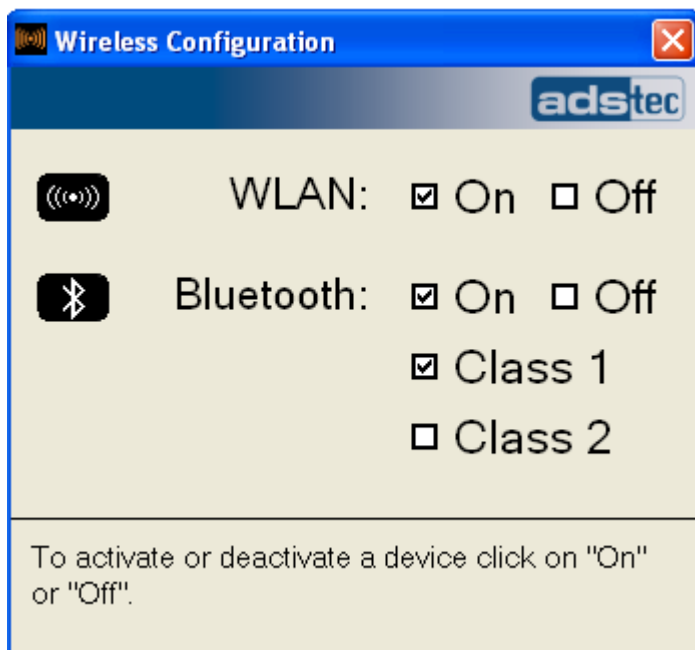 Wireless Configuration
adstec
WLAN: On Off
Bluetooth: On Off
Class 1
Class 2
To activate or deactivate a device click on "On"
or "Off".